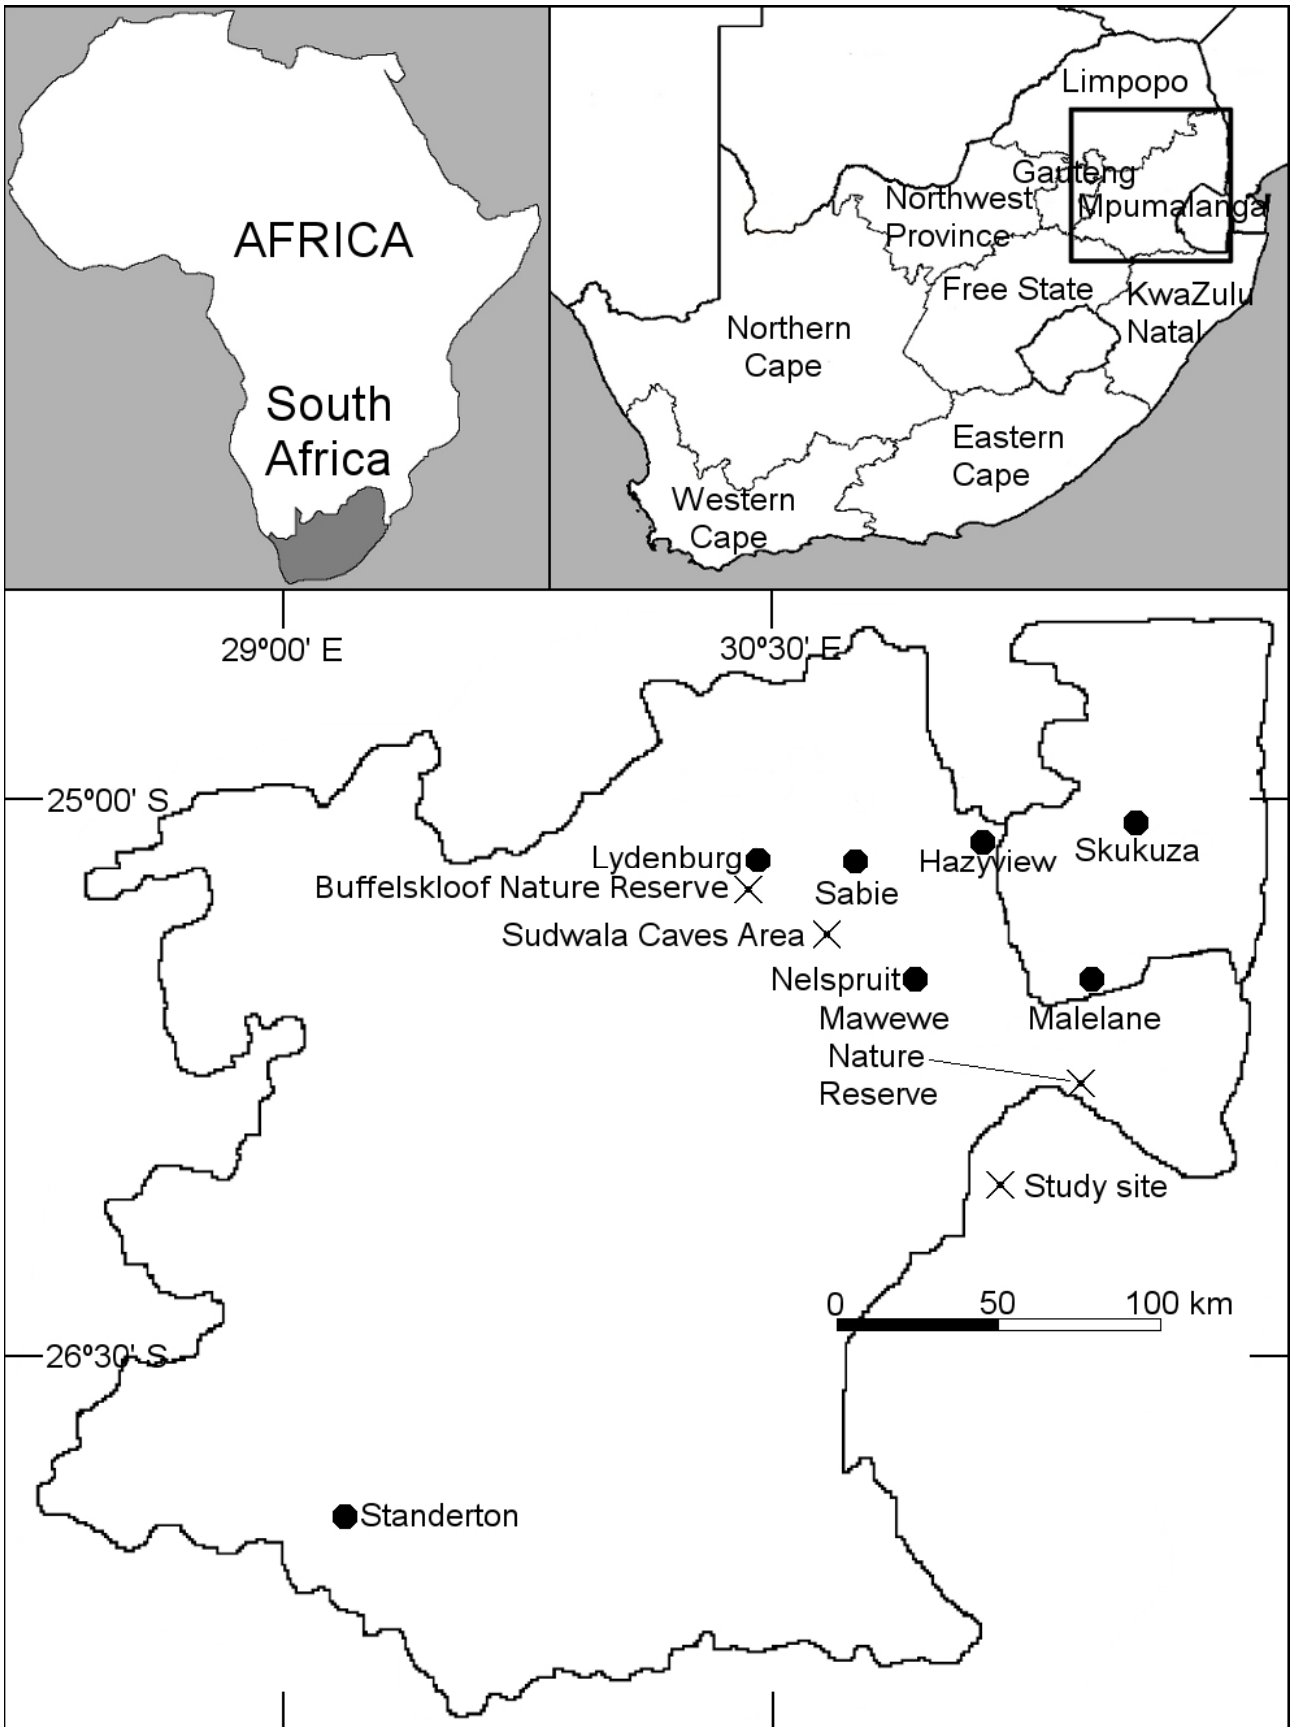 AFRICA
South
Africa
Limpopo
Gauteng
Northwest
Province
Mpumalanga
Free State
KwaZulu
Natal
Northern
Cape
Eastern
Cape
Western
Cape
29º00' E
30º30' E
25º00' S
Lydenburg
Buffelskloof Nature Reserve
Sabie
Hazyview
Skukuza
Sudwala Caves Area
Nelspruit
Malelane
Mawewe
Nature
Reserve
Study site
0 50 100 km
26º30' S
Standerton